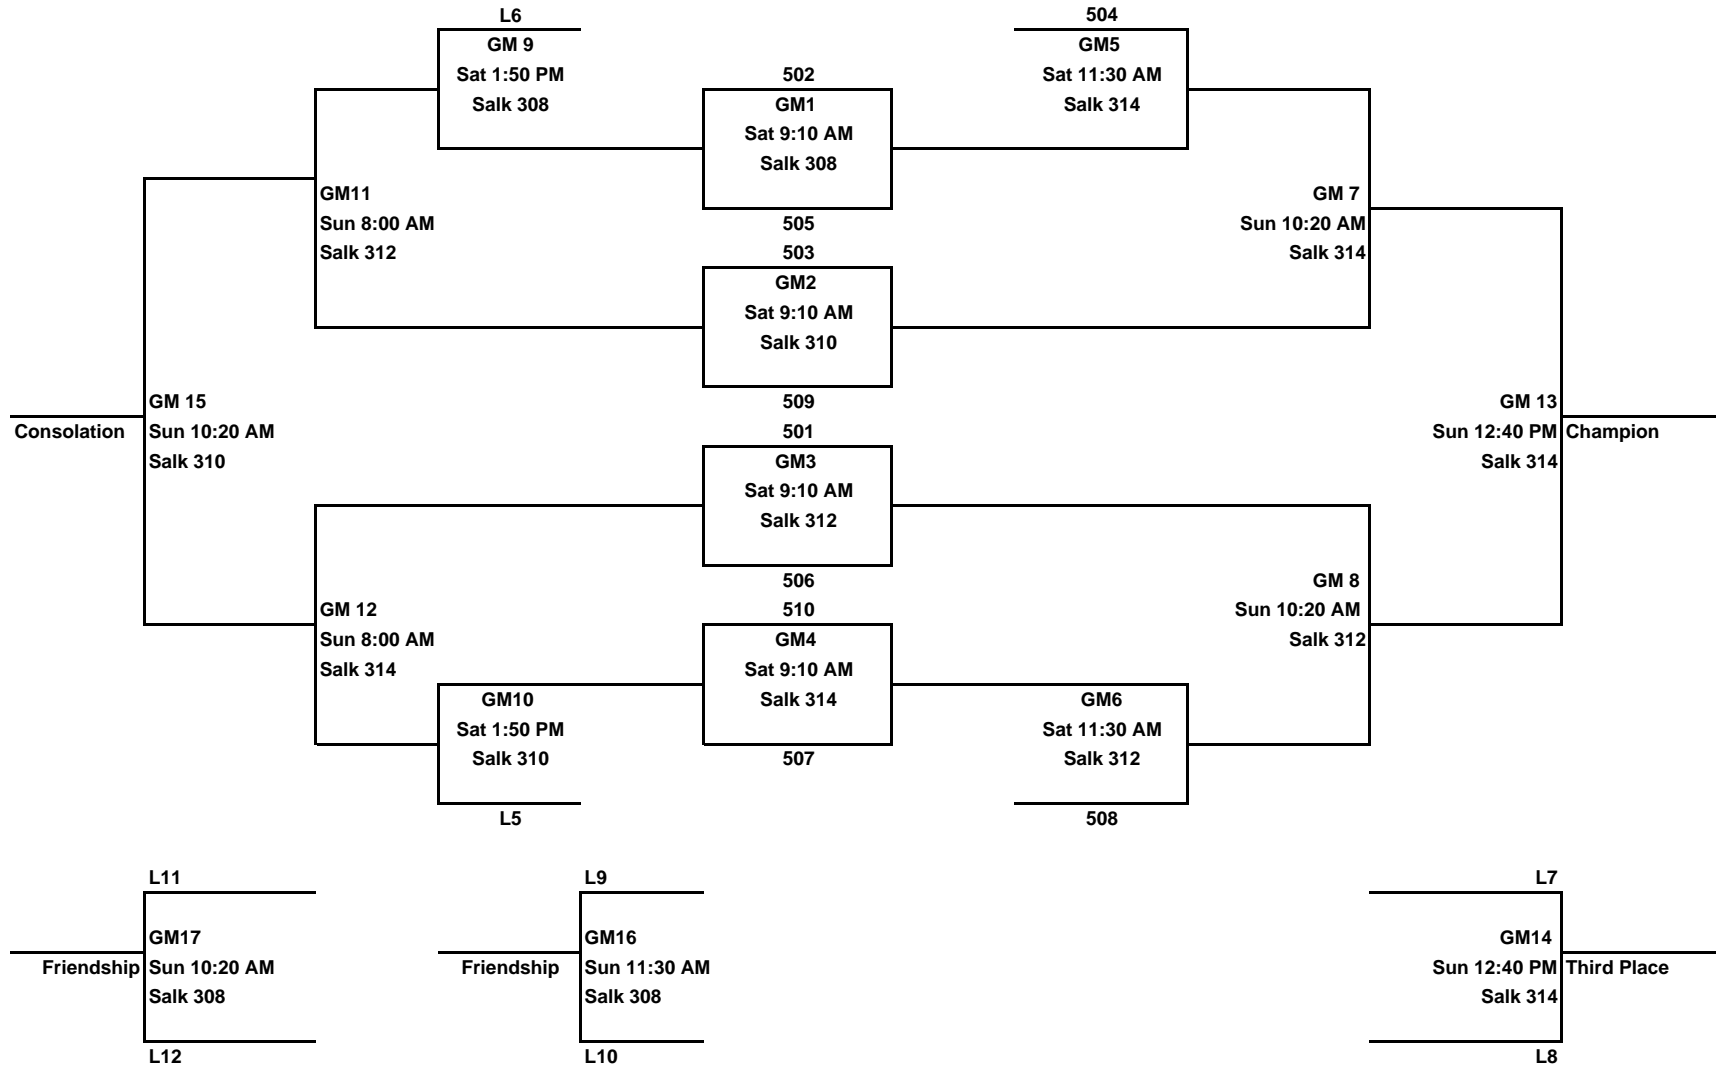 L6
GM 9
Sat 1:50 PM
Salk 308
504
GM5
Sat 11:30 AM
Salk 314
502
GM1
Sat 9:10 AM
Salk 308
505
GM11
Sun 8:00 AM
Salk 312
GM 7
Sun 10:20 AM
Salk 314
503
GM2
Sat 9:10 AM
Salk 310
509
GM 15
Sun 10:20 AM
Salk 310
Consolation
GM 13
Sun 12:40 PM
Salk 314
Champion
501
GM3
Sat 9:10 AM
Salk 312
506
GM 12
Sun 8:00 AM
Salk 314
GM 8
Sun 10:20 AM
Salk 312
510
GM4
Sat 9:10 AM
Salk 314
507
GM10
Sat 1:50 PM
Salk 310
L5
GM6
Sat 11:30 AM
Salk 312
508
L11
GM17
Sun 10:20 AM
Salk 308
Friendship
L12
L9
GM16
Sun 11:30 AM
Salk 308
Friendship
L10
L7
GM14
Sun 12:40 PM
Salk 314
Third Place
L8